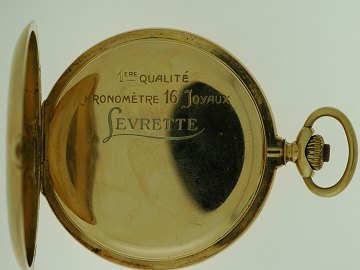 1ERE QUALITÉ
CHRONOMÈTRE 16 JOYAUX
LEVRETTE